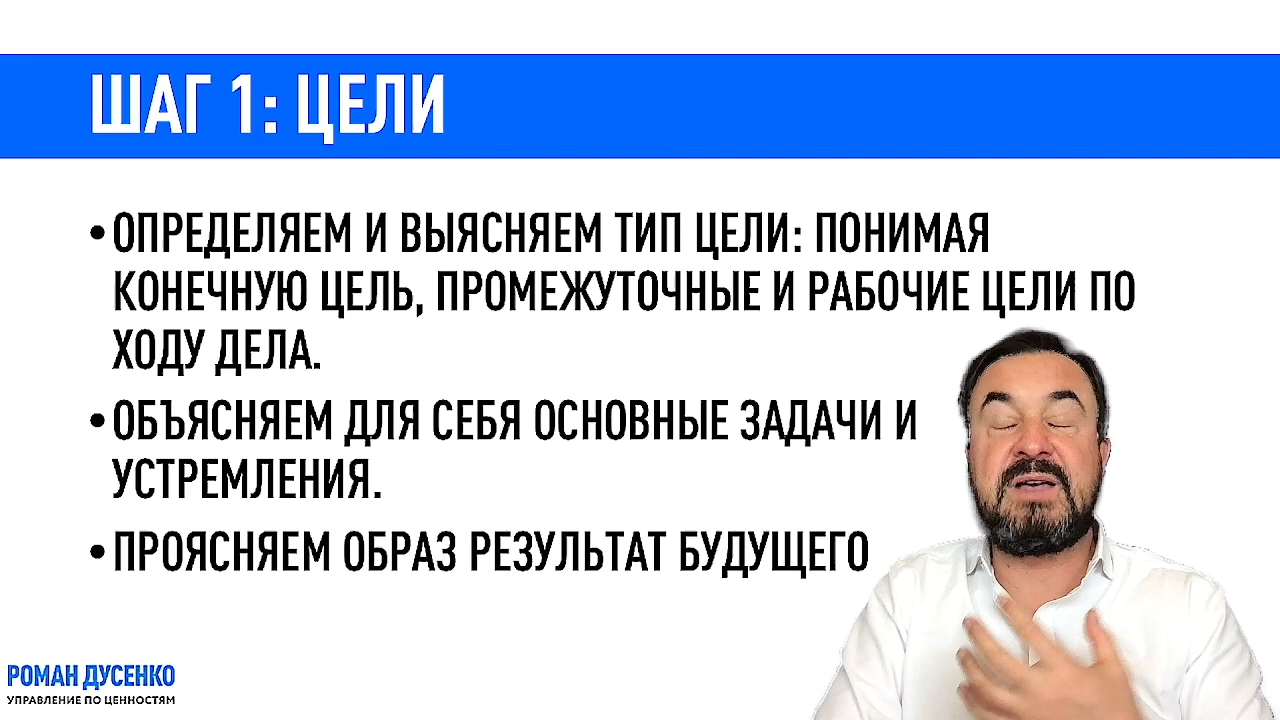 ШАГ 1: ЦЕЛИ
• ОПРЕДЕЛЯЕМ И ВЫЯСНЯЕМ ТИП ЦЕЛИ: ПОНИМАЯ
КОНЕЧНУЮ ЦЕЛЬ, ПРОМЕЖУТОЧНЫЕ И РАБОЧИЕ ЦЕЛИ ПО
ХОДУ ДЕЛА.
• ОБЪЯСНЯЕМ ДЛЯ СЕБЯ ОСНОВНЫЕ ЗАДАЧИ И
УСТРЕМЛЕНИЯ.
• ПРОЯСНЯЕМ ОБРАЗ РЕЗУЛЬТАТ БУДУЩЕГО
РОМАН ДУСЕНКО
УПРАВЛЕНИЕ ПО ЦЕННОСТЯМ